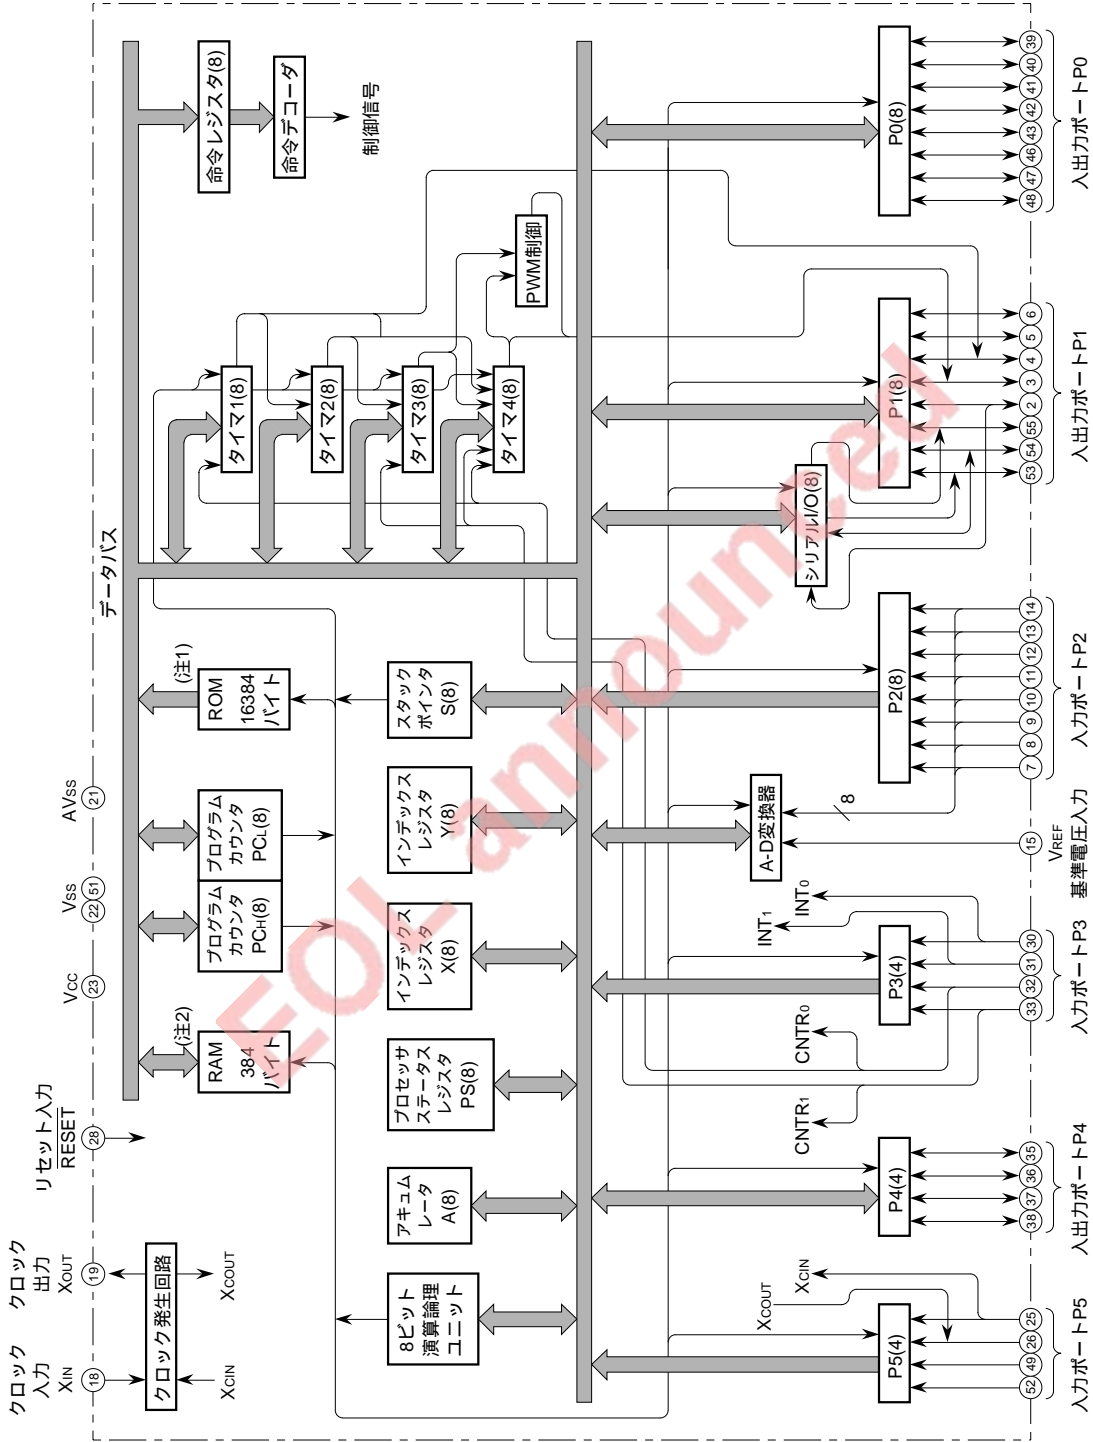 クロック
入力
XIN
18
クロック
出力
XOUT
19
リセット入力
RESET
28
VCC
23
VSS
22
51
AVSS
21
データバス
クロック発生回路
XCIN
XCOUT
RAM
384
バイト
(注2)
プログラム
カウンタ
PCH(8)
プログラム
カウンタ
PCL(8)
ROM
16384
バイト
(注1)
命令レジスタ(8)
命令デコーダ
制御信号
8ビット
演算論理
ユニット
アキュム
レータ
A(8)
プロセッサ
ステータス
レジスタ
PS(8)
インデックス
レジスタ
X(8)
インデックス
レジスタ
Y(8)
スタック
ポインタ
S(8)
タイマ1(8)
タイマ2(8)
タイマ3(8)
タイマ4(8)
PWM制御
XCOUT
XCIN
CNTR1
CNTR0
INT1
INT0
A-D変換器
8
シリアルI/O(8)
P5(4)
P4(4)
P3(4)
P2(8)
P1(8)
P0(8)
52
49
26
25
入力ポートP5
38
37
36
35
入出力ポートP4
33
32
31
30
入力ポートP3
15
VREF
基準電圧入力
7
8
9
10
11
12
13
14
入力ポートP2
53
54
55
2
3
4
5
6
入出力ポートP1
48
47
46
43
42
41
40
39
入出力ポートP0
EOL announced